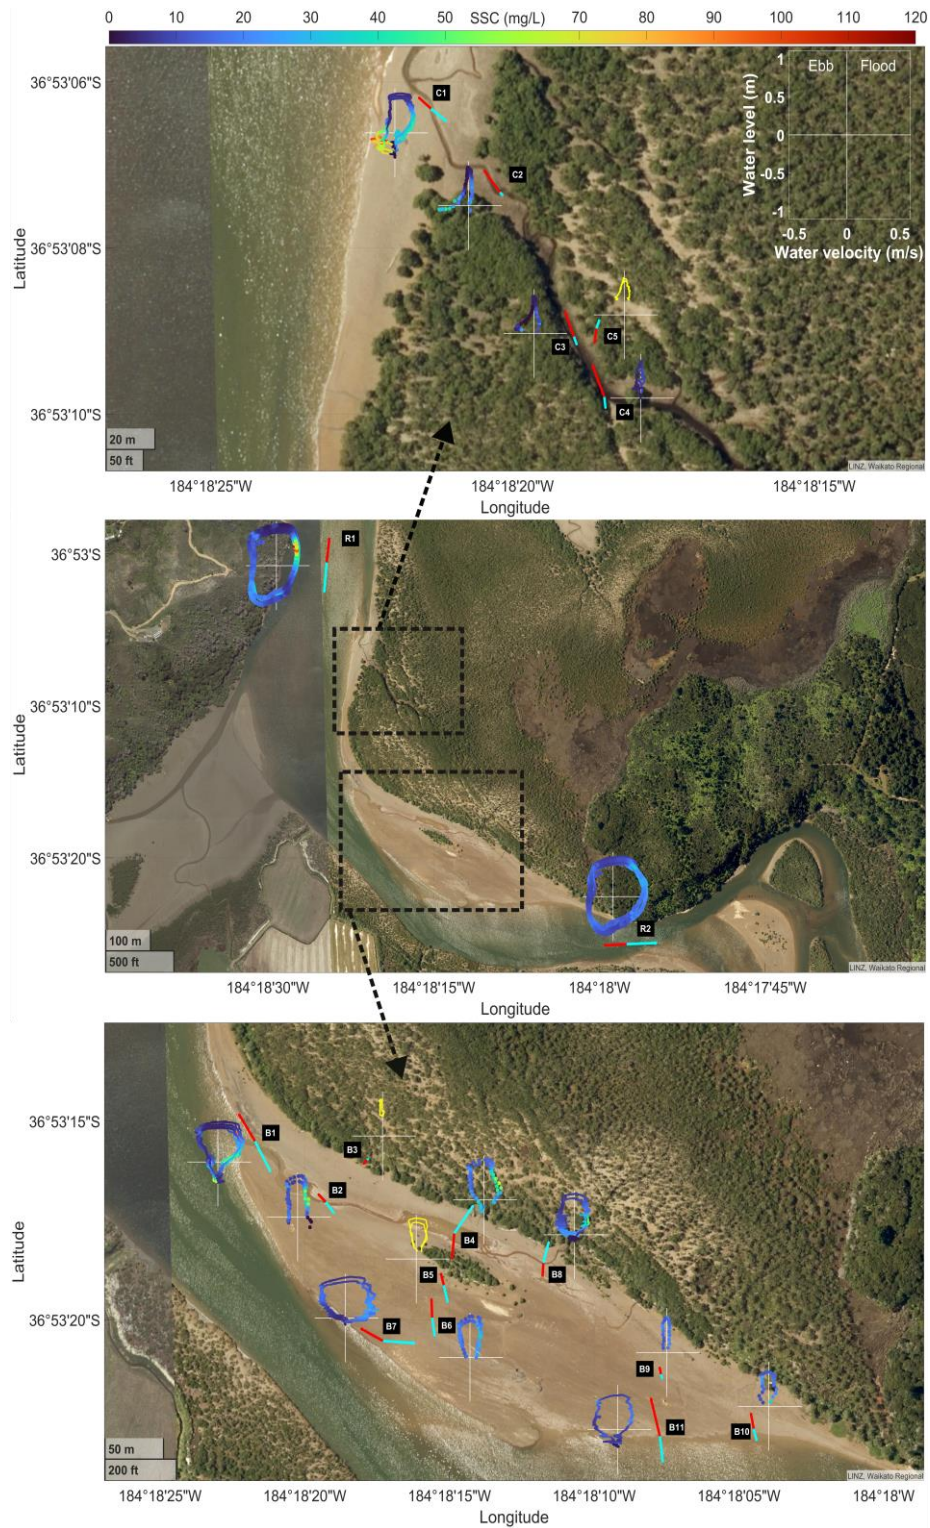 0 10 20 30 40 50 SSC (mg/L) 70 80 90 100 110 120
36°53'06"S
36°53'08"S
36°53'10"S
Latitude
C1
C2
C3
C5
C4
Ebb Flood
Water level (m)
1
0.5
0
-0.5
-1
-0.5 0 0.5
Water velocity (m/s)
20 m
50 ft
LINZ, Waikato Regional
184°18'25"W 184°18'20"W 184°18'15"W
Longitude
36°53'S
36°53'10"S
36°53'20"S
Latitude
R1
R2
100 m
500 ft
LINZ, Waikato Regional
184°18'30"W 184°18'15"W 184°18'W 184°17'45"W
Longitude
36°53'15"S
36°53'20"S
Latitude
B1
B3
B2
B4
B5
B8
B7
B6
B9
B11
B10
50 m
200 ft
LINZ, Waikato Regional
184°18'25"W 184°18'20"W 184°18'15"W 184°18'10"W 184°18'05"W 184°18'W
Longitude